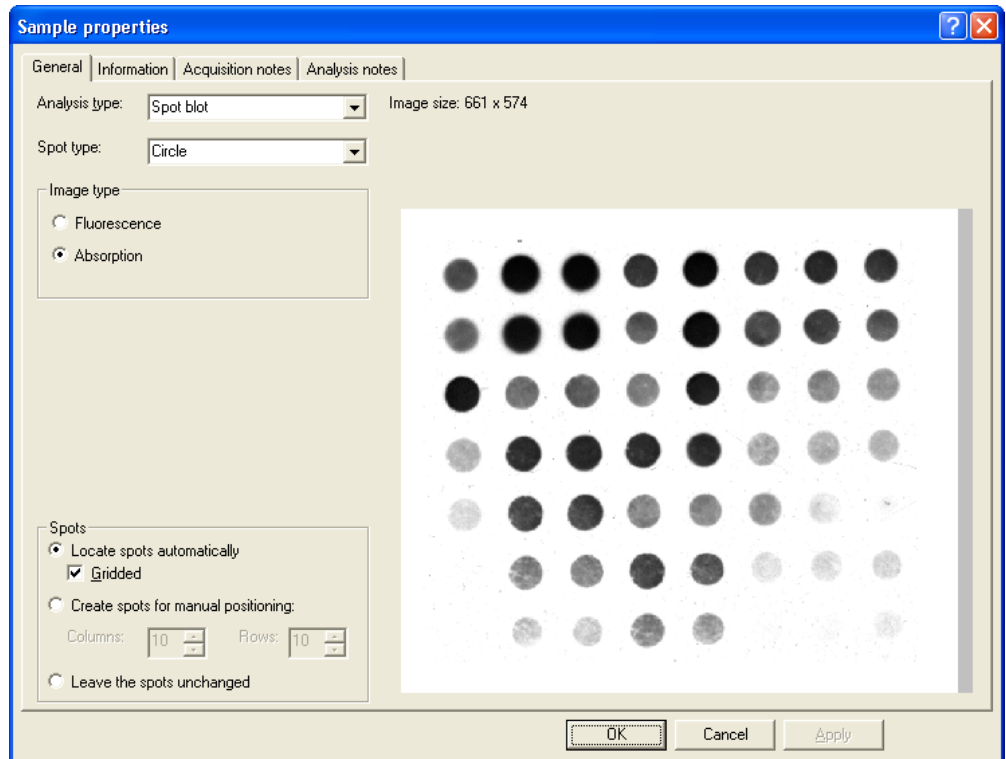 Sample properties
General Information Acquisition notes Analysis notes
Analysis type: Spot blot Image size: 661 x 574
Spot type: Circle
Image type
Fluorescence
Absorption
Spots
Locate spots automatically
Gridded
Create spots for manual positioning:
Columns: 10 Rows: 10
Leave the spots unchanged
OK Cancel Apply